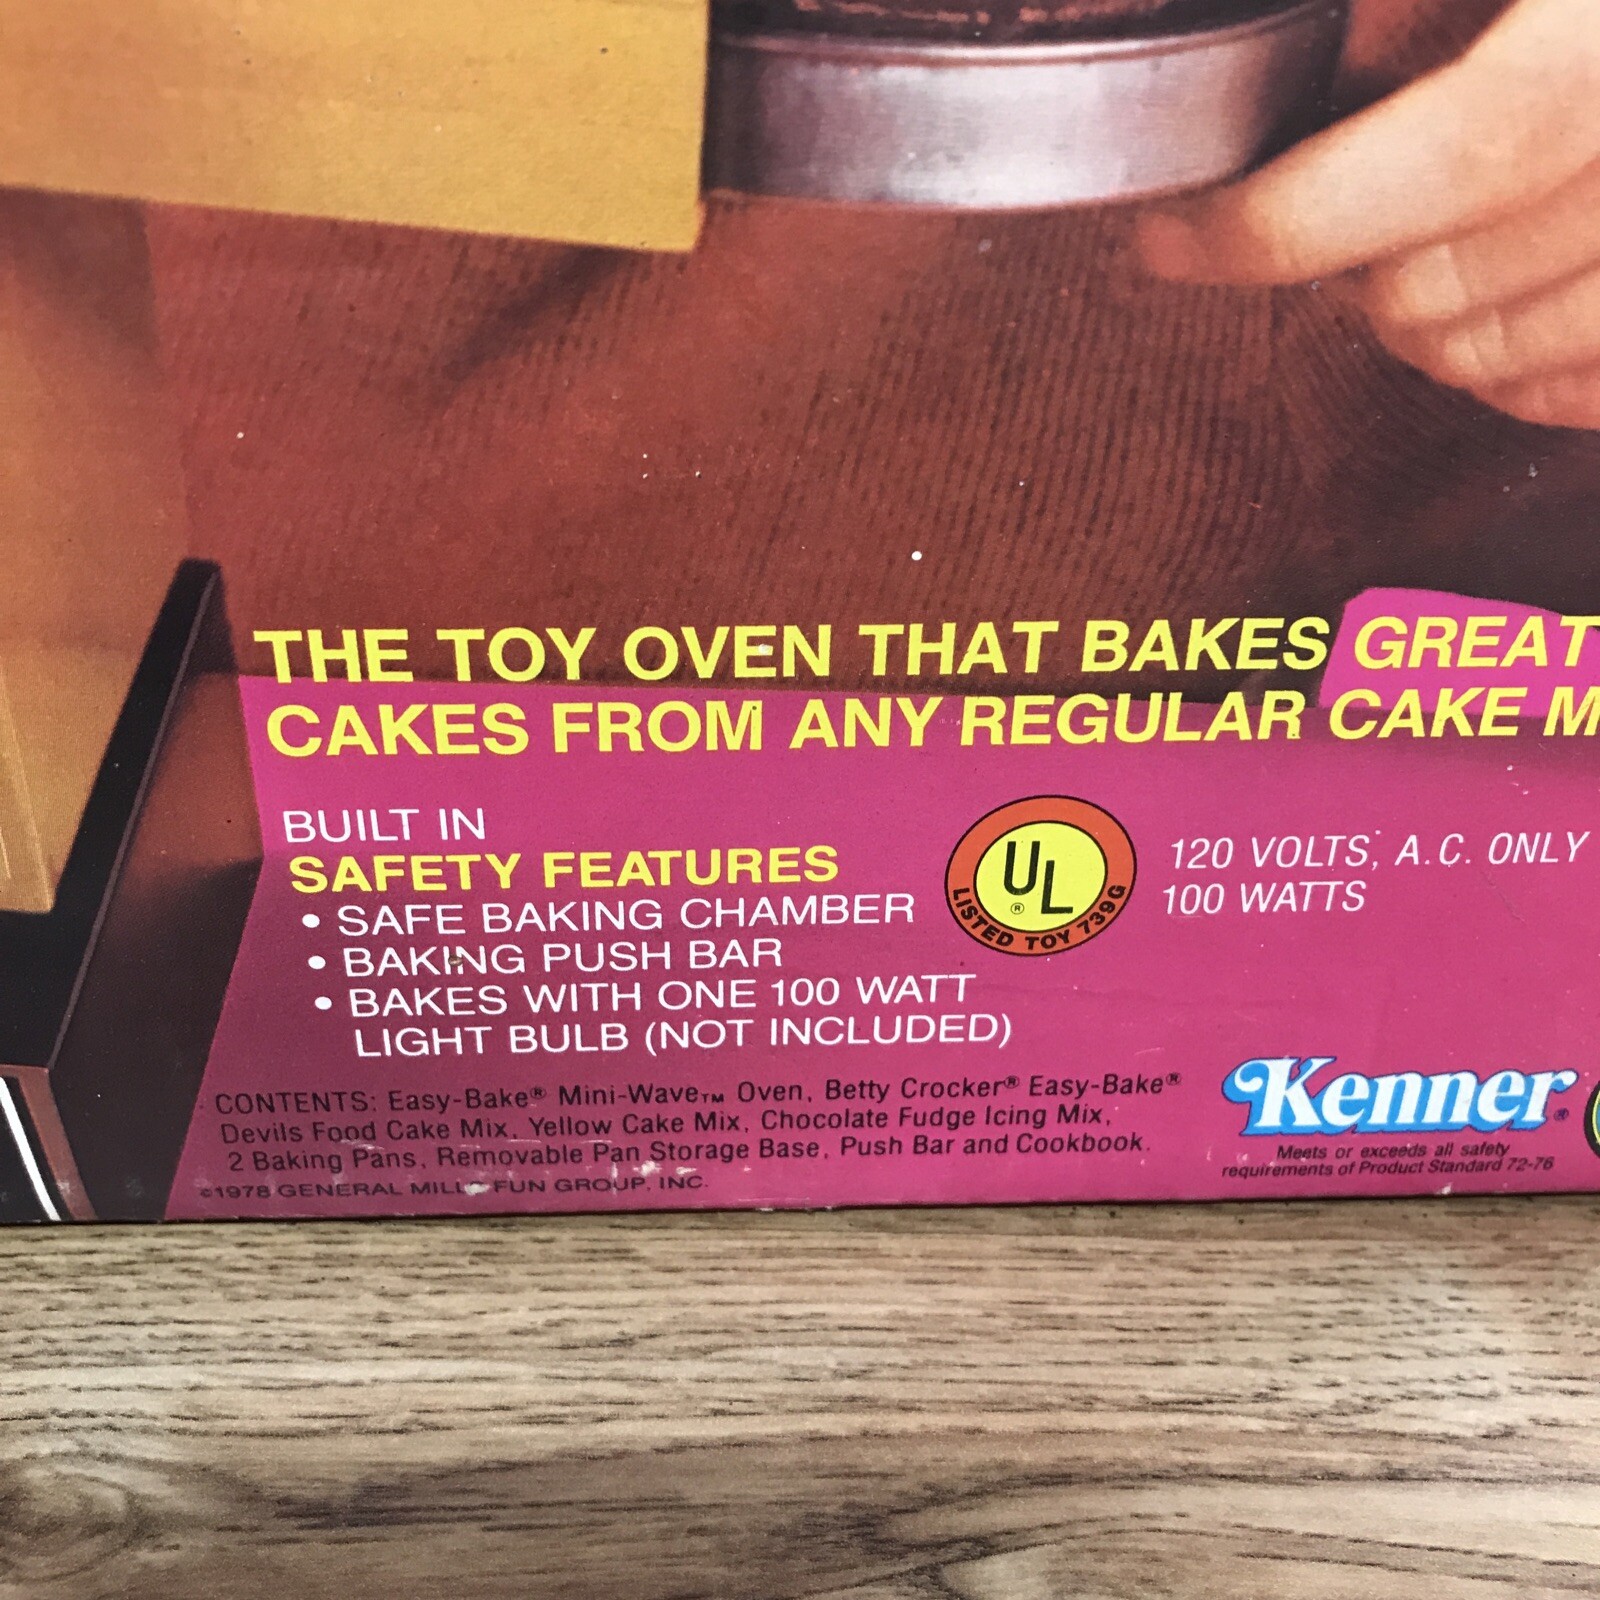 THE TOY OVEN THAT BAKES GREAT
CAKES FROM ANY REGULAR CAKE M
BUILT IN
SAFETY FEATURES
• SAFE BAKING CHAMBER
• BAKING PUSH BAR
• BAKES WITH ONE 100 WATT
LIGHT BULB (NOT INCLUDED)
UL
®
LISTED TOY 739G
120 VOLTS, A.C. ONLY
100 WATTS
CONTENTS: Easy-Bake® Mini-Wave™ Oven, Betty Crocker® Easy-Bake®
Devils Food Cake Mix, Yellow Cake Mix, Chocolate Fudge Icing Mix,
2 Baking Pans, Removable Pan Storage Base, Push Bar and Cookbook.
©1978 GENERAL MILLS FUN GROUP, INC.
Kenner®
Meets or exceeds all safety
requirements of Product Standard 72-76